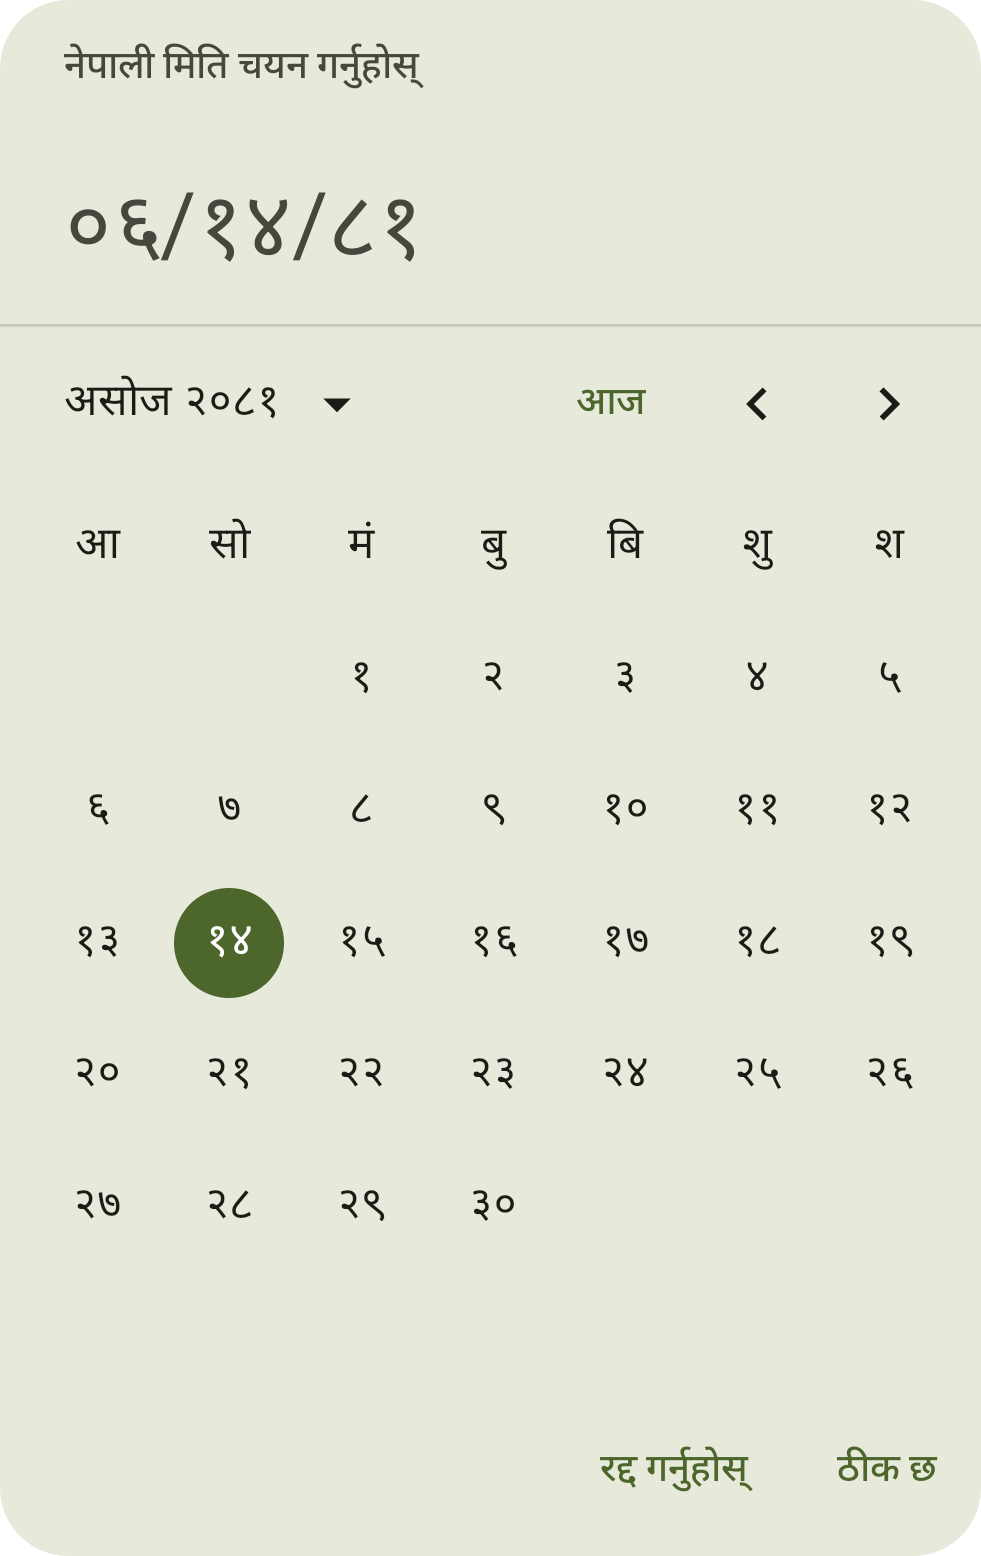 नेपाली मिति चयन गर्नुहोस्
०६/१४/८१
असोज २०८१ आज
आ सो मं बु बि शु श
१ २ ३ ४ ५
६ ७ ८ ९ १० ११ १२
१३ १४ १५ १६ १७ १८ १९
२० २१ २२ २३ २४ २५ २६
२७ २८ २९ ३०
रद्द गर्नुहोस् ठीक छ